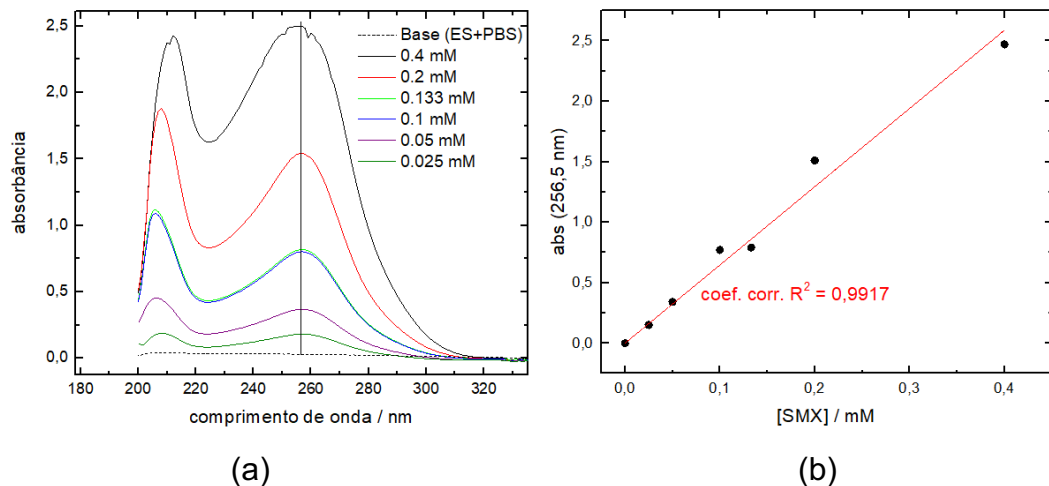 2,5
2,0
1,5
1,0
0,5
0,0
absorbância
Base (ES+PBS)
0.4 mM
0.2 mM
0.133 mM
0.1 mM
0.05 mM
0.025 mM
180 200 220 240 260 280 300 320
comprimento de onda / nm
(a)
2,5
2,0
1,5
1,0
0,5
0,0
abs (256,5 nm)
coef. corr. R² = 0,9917
0,0 0,1 0,2 0,3 0,4
[SMX] / mM
(b)